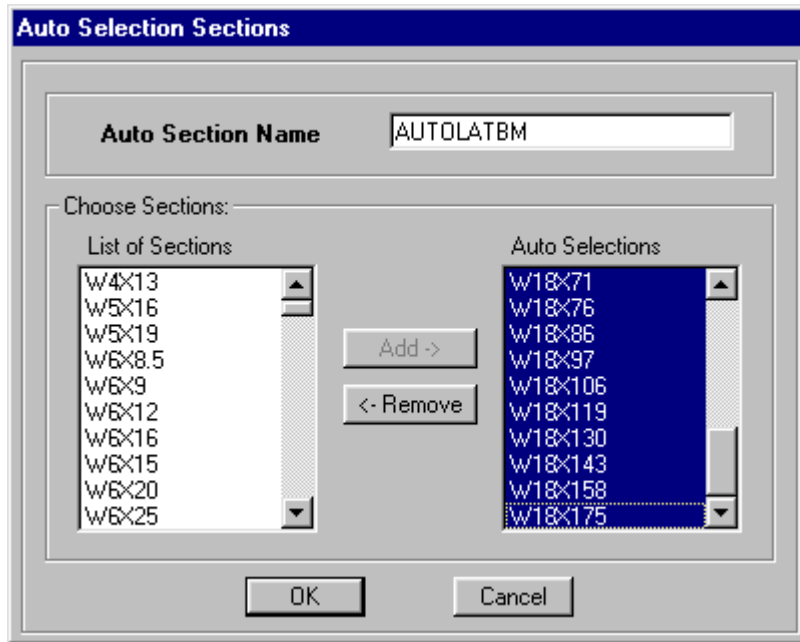 Auto Selection Sections
Auto Section Name AUTOLATBM
Choose Sections:
List of Sections
W4X13
W5X16
W5X19
W6X8.5
W6X9
W6X12
W6X16
W6X15
W6X20
W6X25
Add ->
<- Remove
Auto Selections
W18X71
W18X76
W18X86
W18X97
W18X106
W18X119
W18X130
W18X143
W18X158
W18X175
OK
Cancel